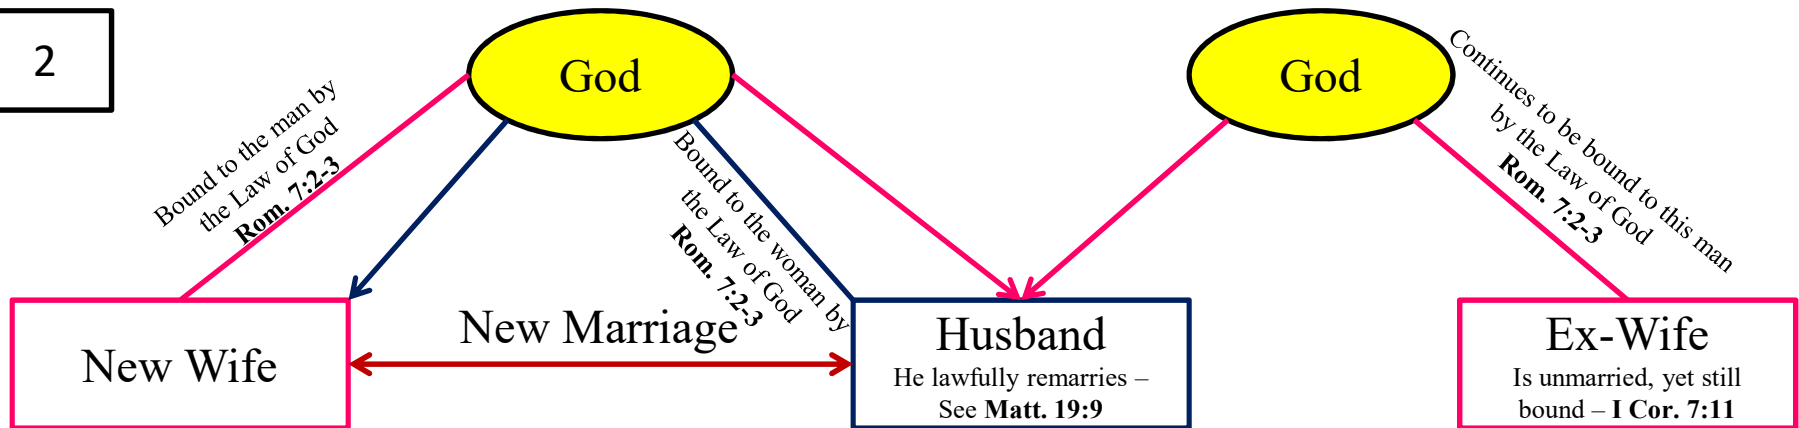 2
God
God
Bound to the man by
the Law of God
Rom. 7:2-3
Bound to the woman by
the Law of God
Rom. 7:2-3
Continues to be bound to this man
by the Law of God
Rom. 7:2-3
New Wife
New Marriage
Husband
He lawfully remarries –
See Matt. 19:9
Ex-Wife
Is unmarried, yet still
bound – I Cor. 7:11